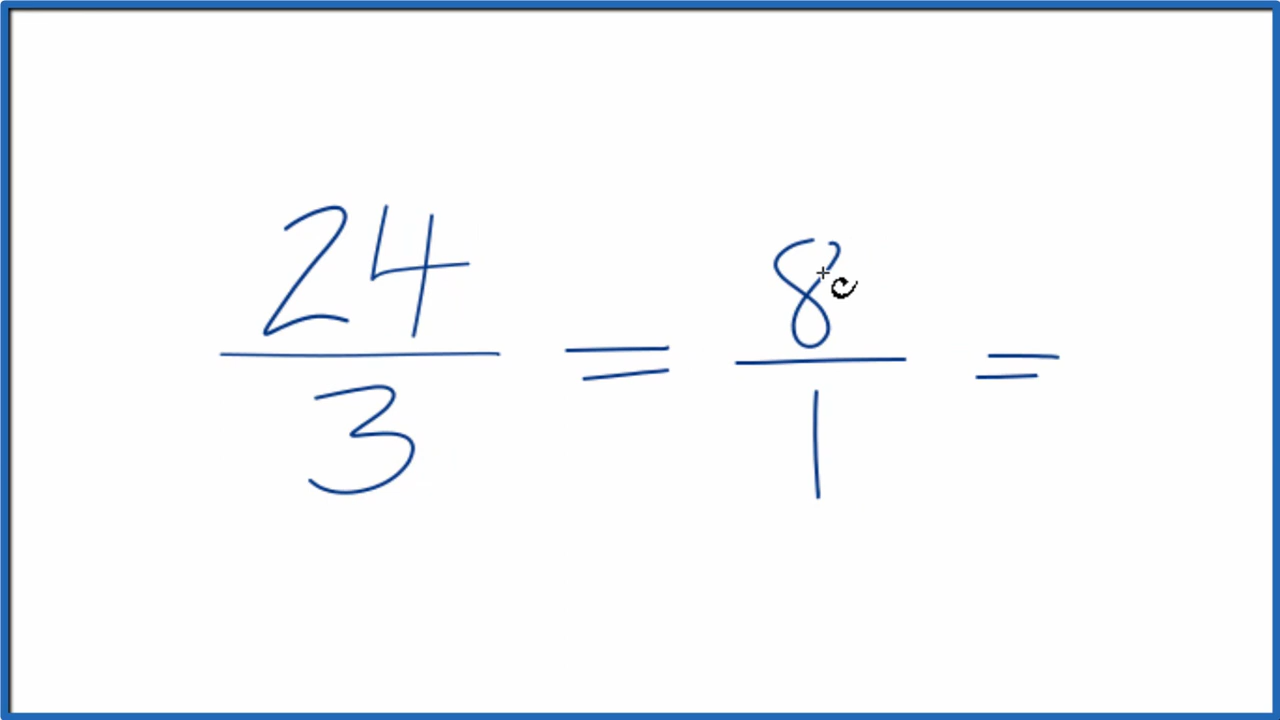 24/3 = 8/1 =